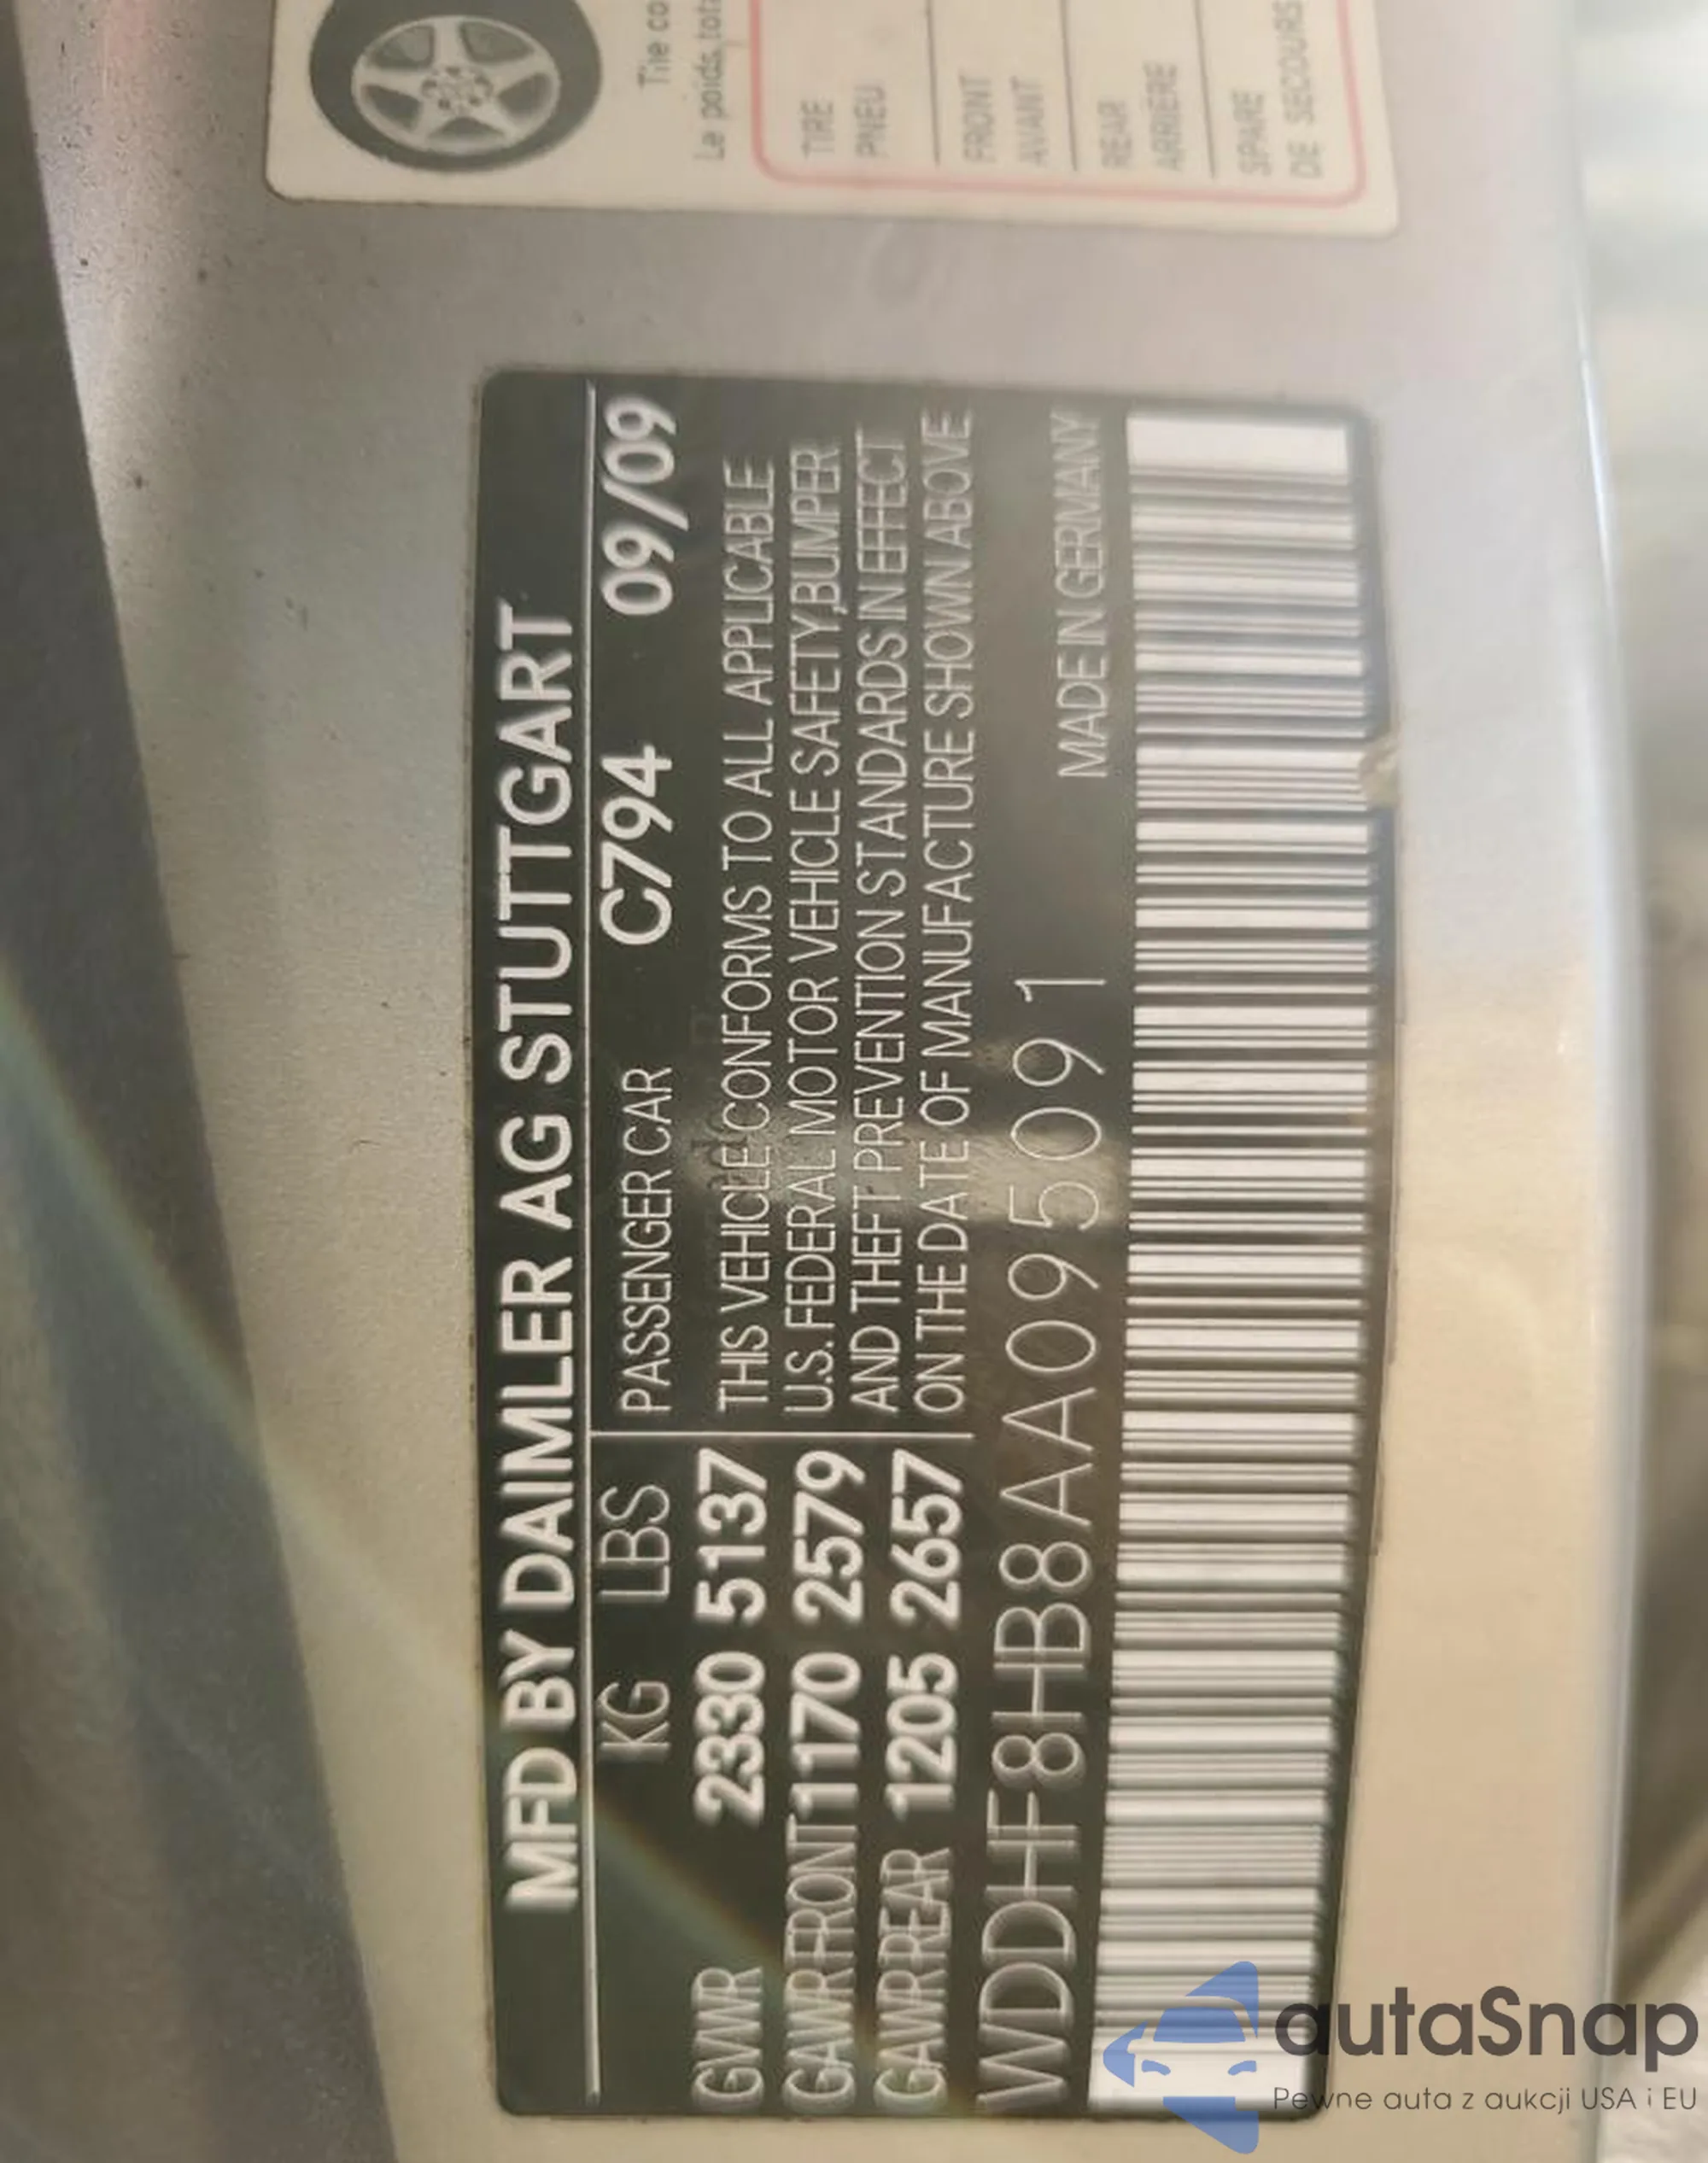 Tire co
Le poids total
TIRE
PNEU
FRONT
AVANT
REAR
ARRIÈRE
SPARE
DE SECOURS
MFD BY DAIMLER AG STUTTGART
KG LBS PASSENGER CAR C794 09/09
GVWR 2330 5137 THIS VEHICLE CONFORMS TO ALL APPLICABLE
GAWR FRONT 1170 2579 U.S. FEDERAL MOTOR VEHICLE SAFETY, BUMPER
GAWR REAR 1205 2657 AND THEFT PREVENTION STANDARDS IN EFFECT
ON THE DATE OF MANUFACTURE SHOWN ABOVE
WDDHF8HB8AA095091 MADE IN GERMANY
autaSnap
Pewne auta z aukcji USA i EU